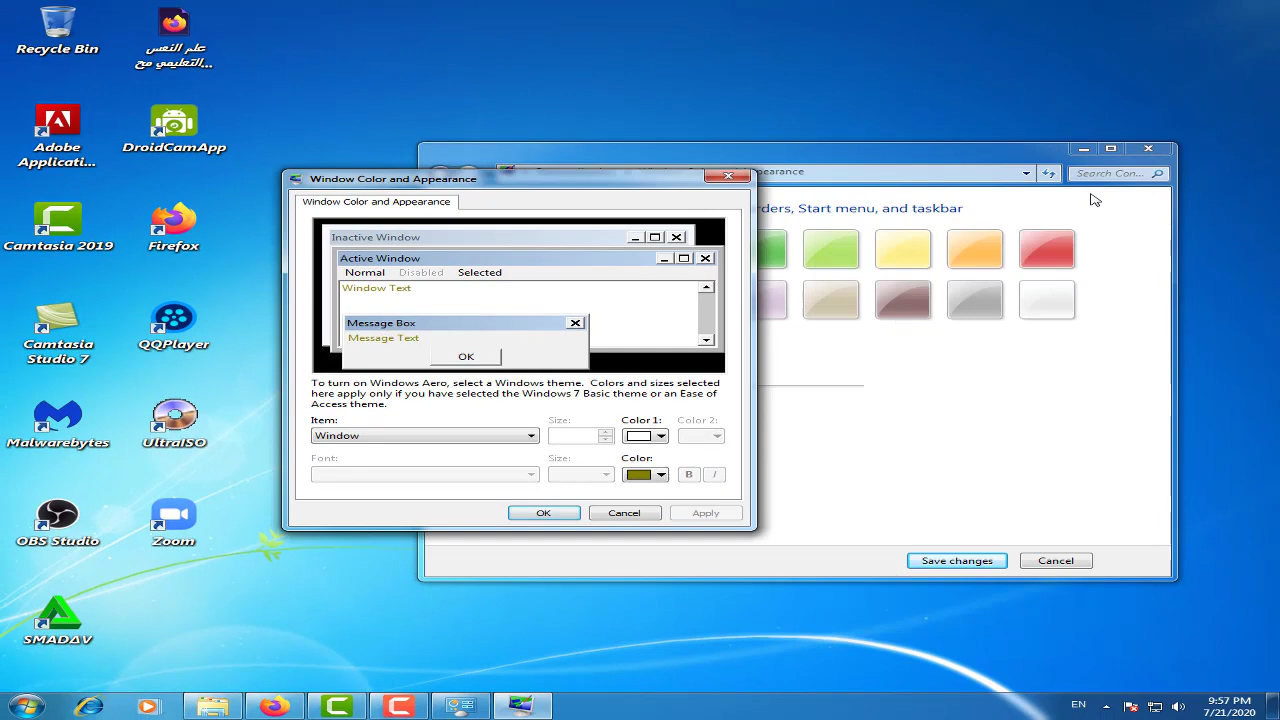 Recycle Bin
علم النفس
التعليمي مح...
Adobe
Applicati...
DroidCamApp
Camtasia 2019
Firefox
Camtasia
Studio 7
QQPlayer
Malwarebytes
UltraISO
OBS Studio
Zoom
SMADAV
Window Color and Appearance
Window Color and Appearance
Inactive Window
Active Window
Normal Disabled Selected
Window Text
Message Box
Message Text
OK
To turn on Windows Aero, select a Windows theme. Colors and sizes selected
here apply only if you have selected the Windows 7 Basic theme or an Ease of
Access theme.
Item: Size: Color 1: Color 2:
Window
Font: Size: Color:
B I
OK Cancel Apply
pearance
Search Con...
rders, Start menu, and taskbar
Save changes Cancel
EN
9:57 PM
7/21/2020